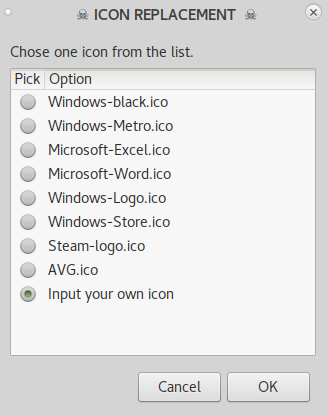 ☠ ICON REPLACEMENT ☠
Chose one icon from the list.
Pick Option
Windows-black.ico
Windows-Metro.ico
Microsoft-Excel.ico
Microsoft-Word.ico
Windows-Logo.ico
Windows-Store.ico
Steam-logo.ico
AVG.ico
Input your own icon
Cancel OK